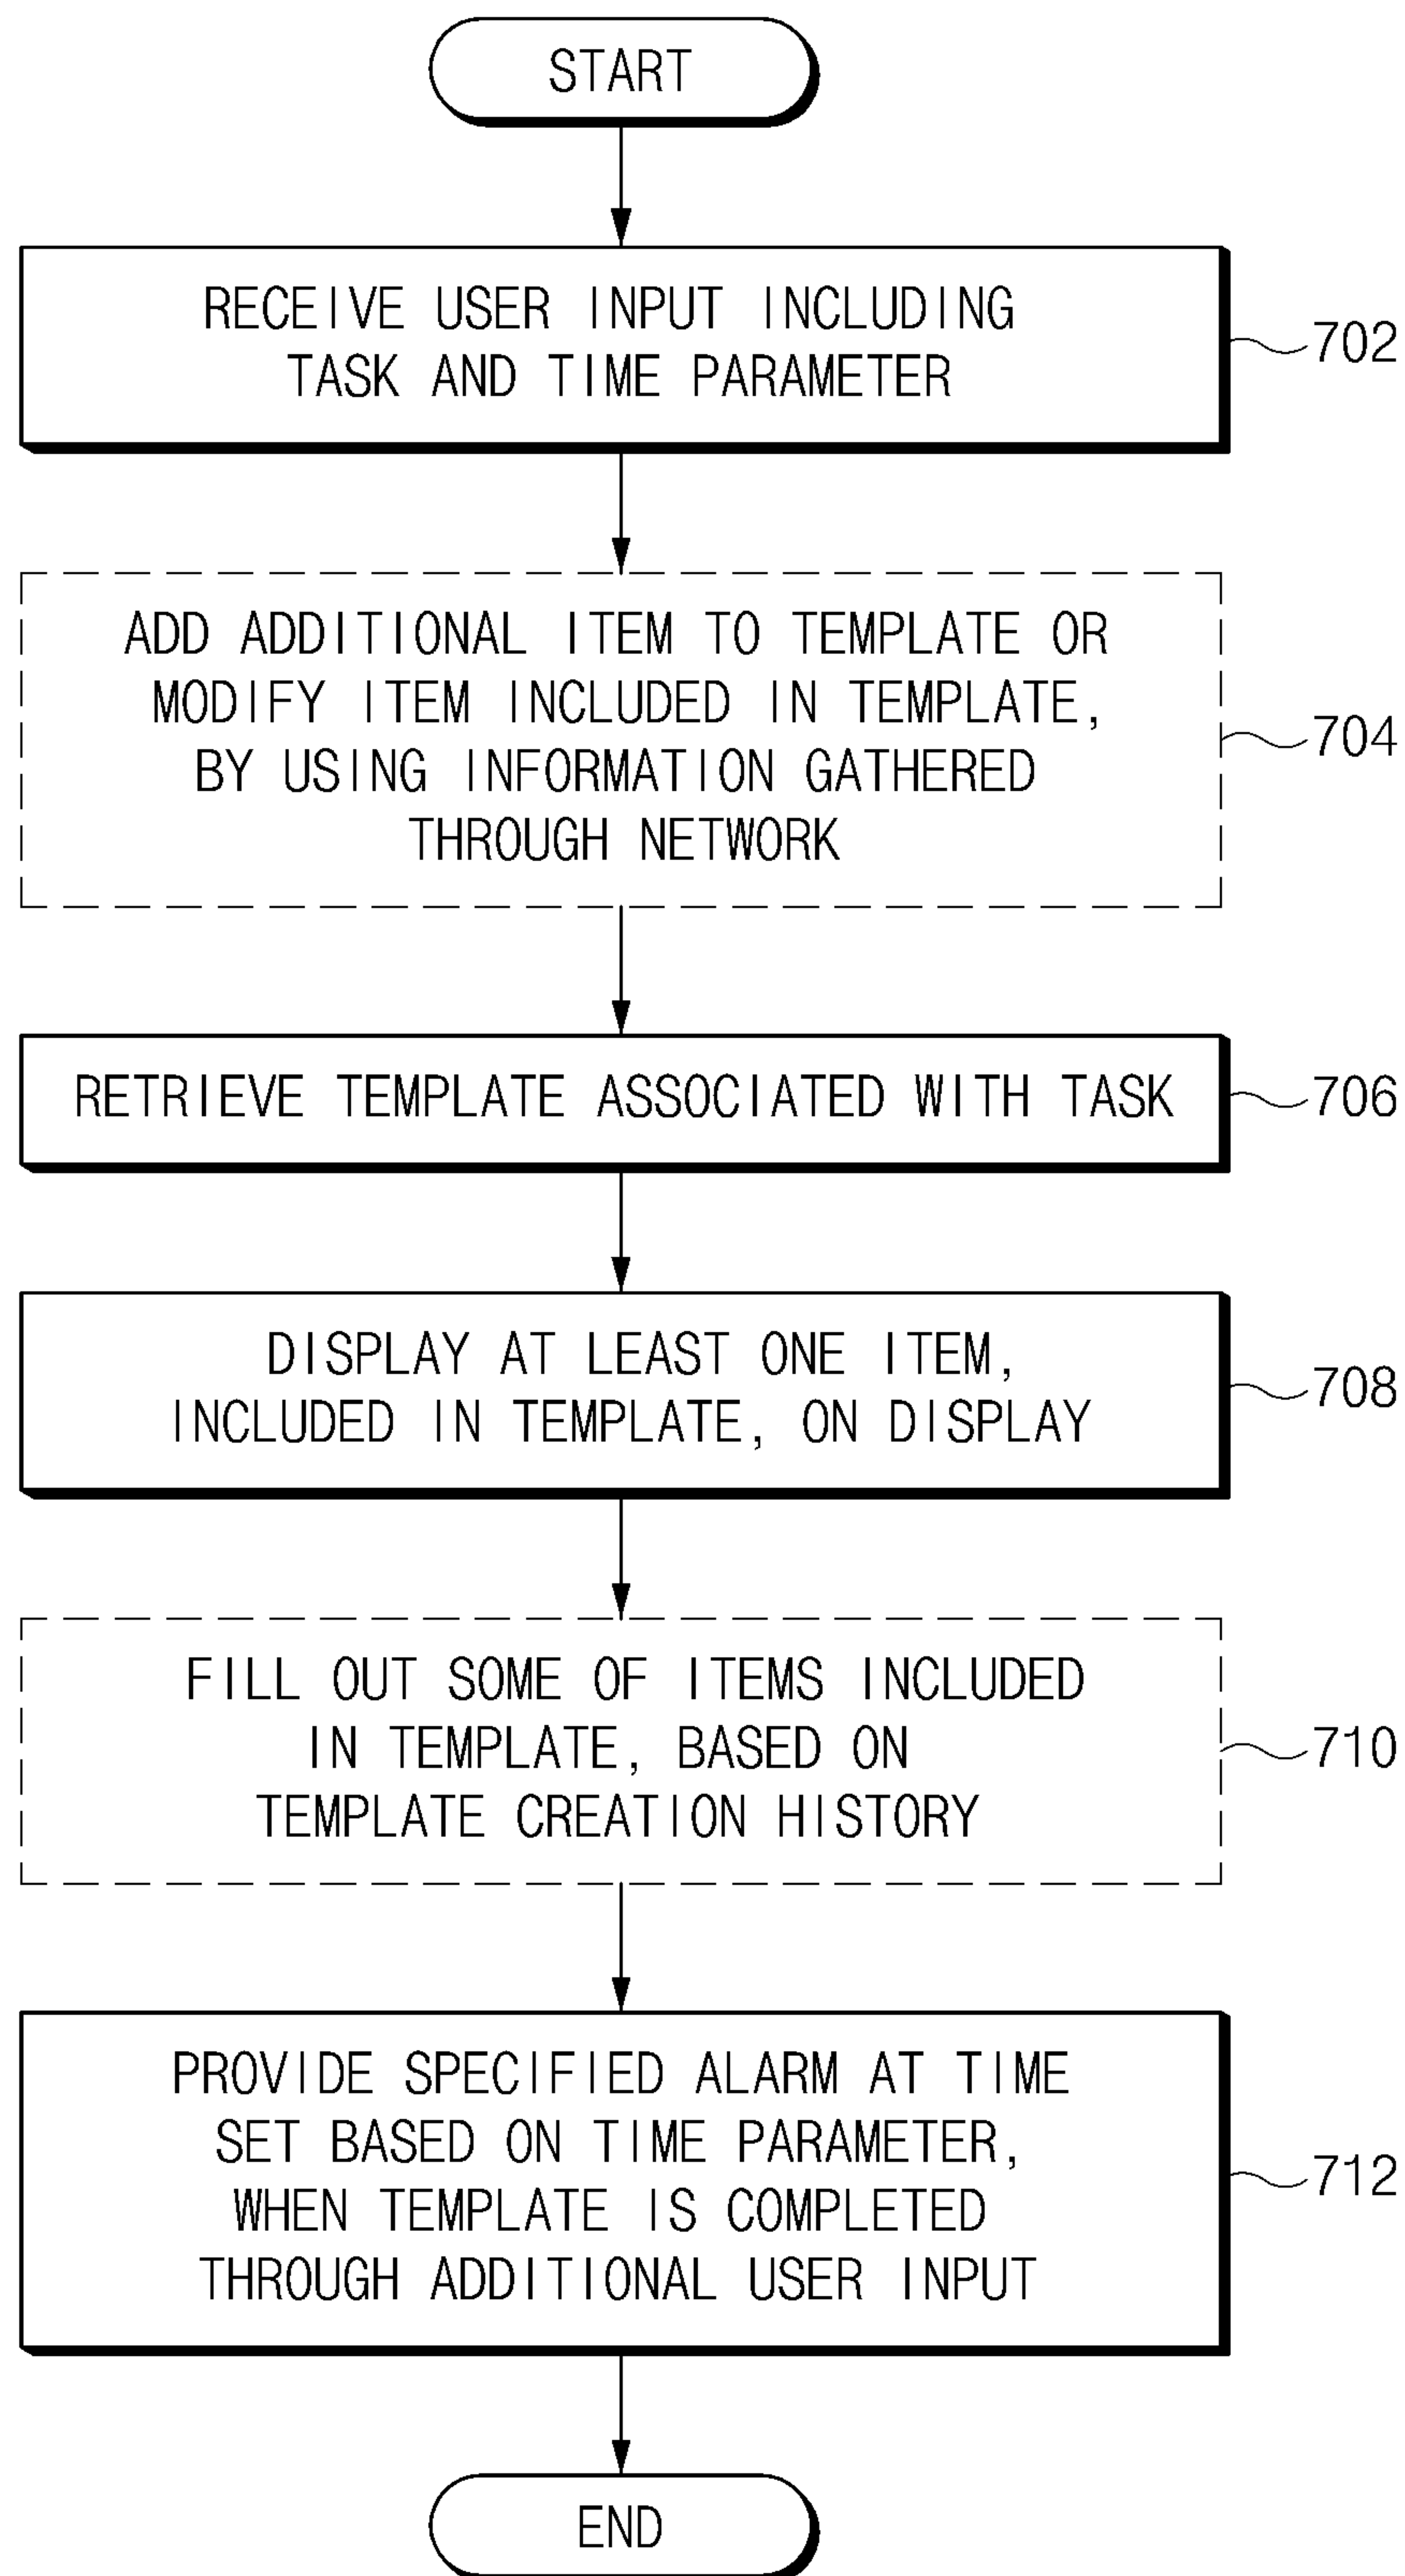 START
RECEIVE USER INPUT INCLUDING
TASK AND TIME PARAMETER
702
ADD ADDITIONAL ITEM TO TEMPLATE OR
MODIFY ITEM INCLUDED IN TEMPLATE,
BY USING INFORMATION GATHERED
THROUGH NETWORK
704
RETRIEVE TEMPLATE ASSOCIATED WITH TASK
706
DISPLAY AT LEAST ONE ITEM,
INCLUDED IN TEMPLATE, ON DISPLAY
708
FILL OUT SOME OF ITEMS INCLUDED
IN TEMPLATE, BASED ON
TEMPLATE CREATION HISTORY
710
PROVIDE SPECIFIED ALARM AT TIME
SET BASED ON TIME PARAMETER,
WHEN TEMPLATE IS COMPLETED
THROUGH ADDITIONAL USER INPUT
712
END